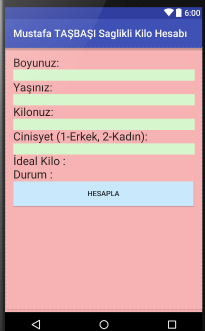 6:00
Mustafa TAŞBAŞI Saglikli Kilo Hesabı
Boyunuz:
Yaşınız:
Kilonuz:
Cinisyet (1-Erkek, 2-Kadın):
İdeal Kilo :
Durum :
HESAPLA